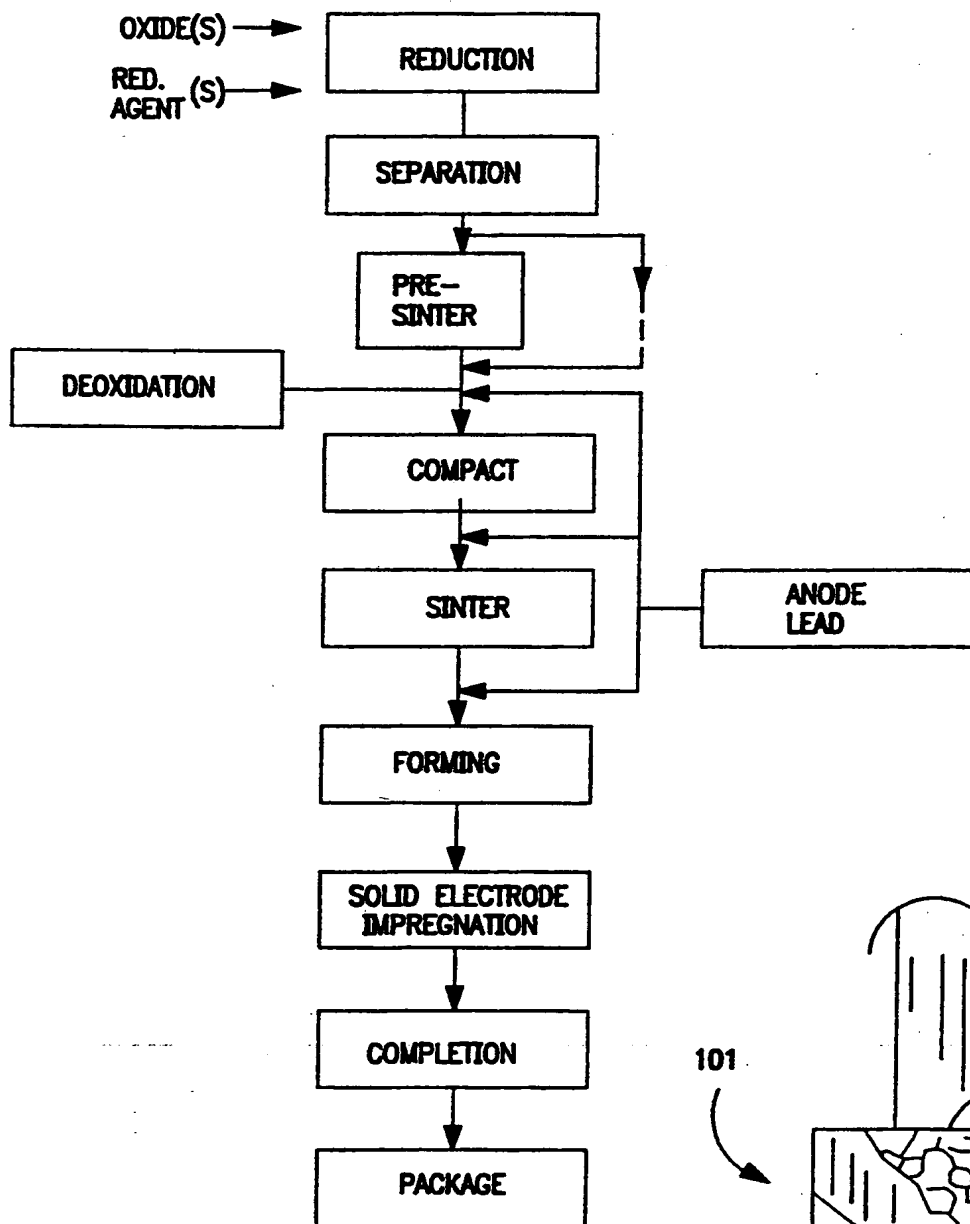 OXIDE(S)
REDUCTION
RED.
AGENT (S)
SEPARATION
PRE-
SINTER
DEOXIDATION
COMPACT
SINTER
ANODE
LEAD
FORMING
SOLID ELECTRODE
IMPREGNATION
COMPLETION
101
PACKAGE